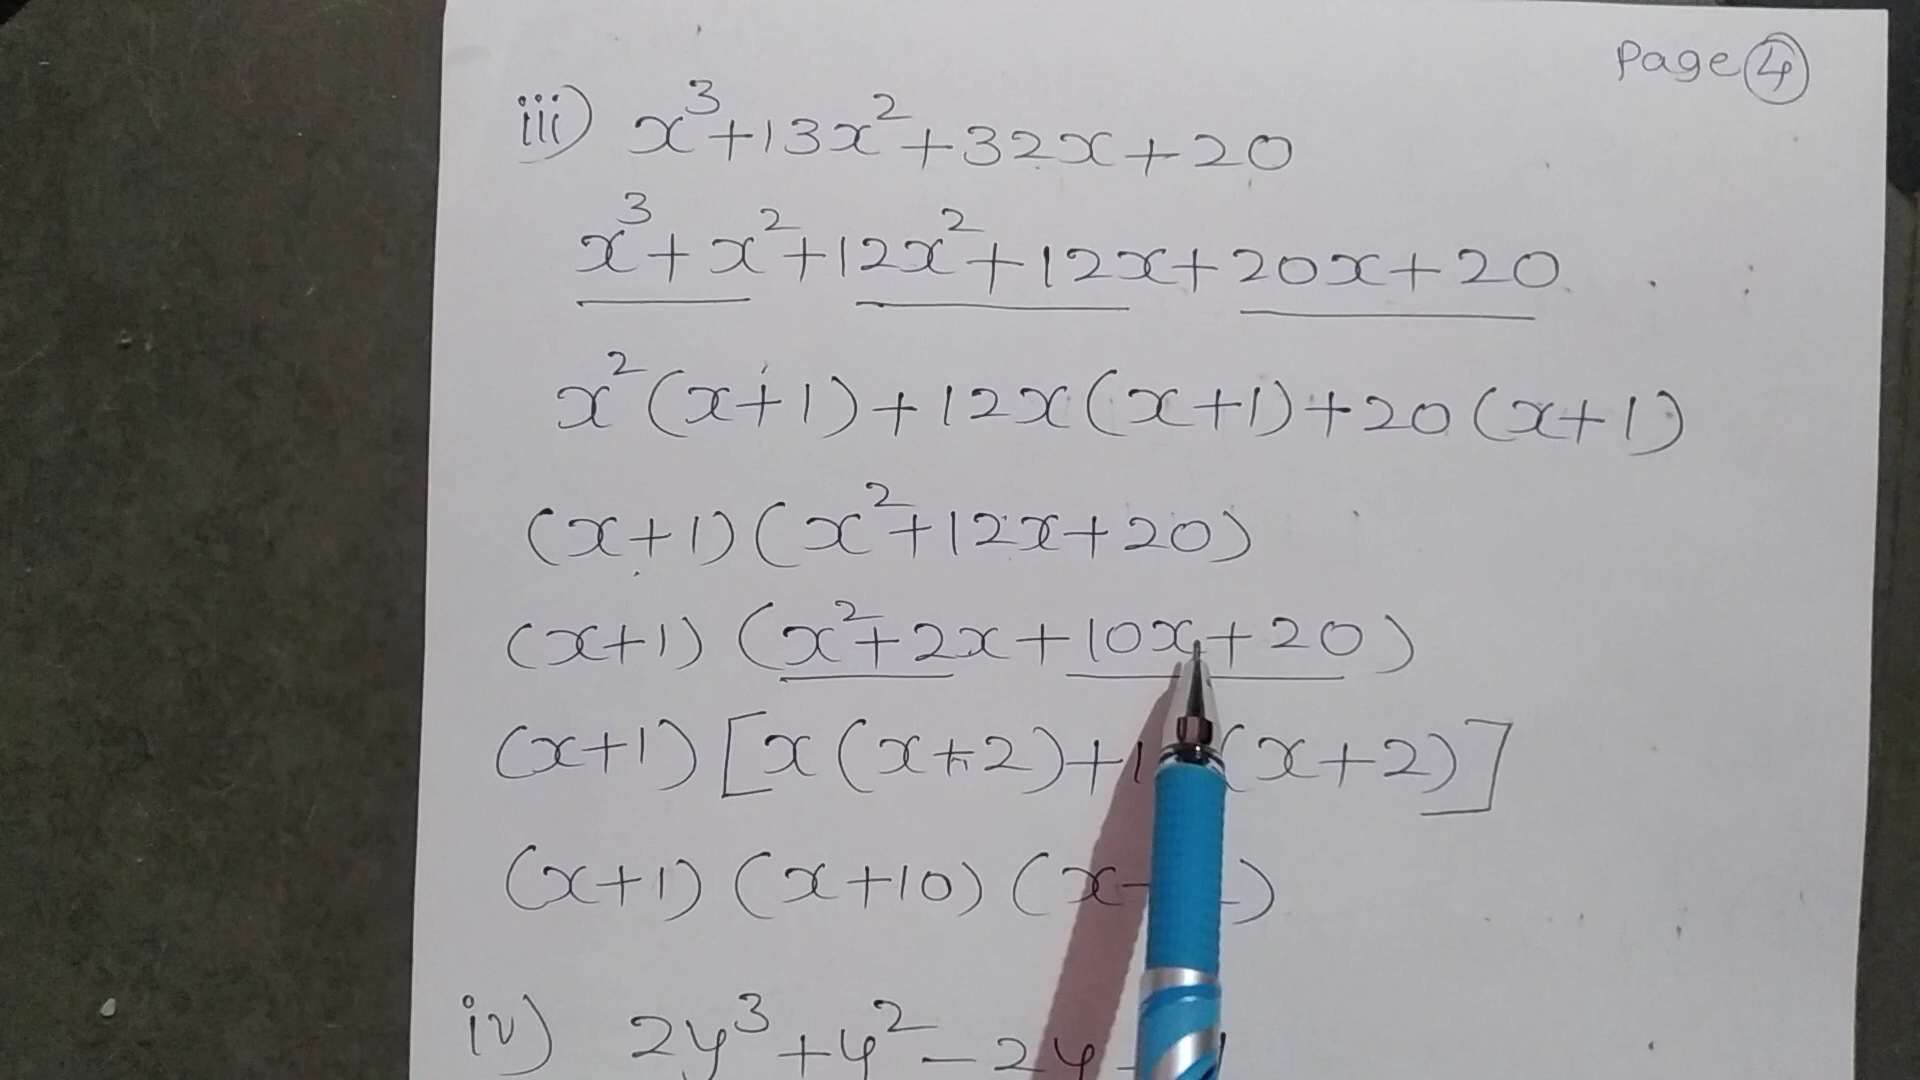 Page 4
iii) x³+13x²+32x+20
x³+x²+12x²+12x+20x+20
x²(x+1)+12x(x+1)+20(x+1)
(x+1)(x²+12x+20)
(x+1)(x²+2x+10x+20)
(x+1)[x(x+2)+1 (x+2)]
(x+1)(x+10)(x )
iv) 2y³+y²-2y